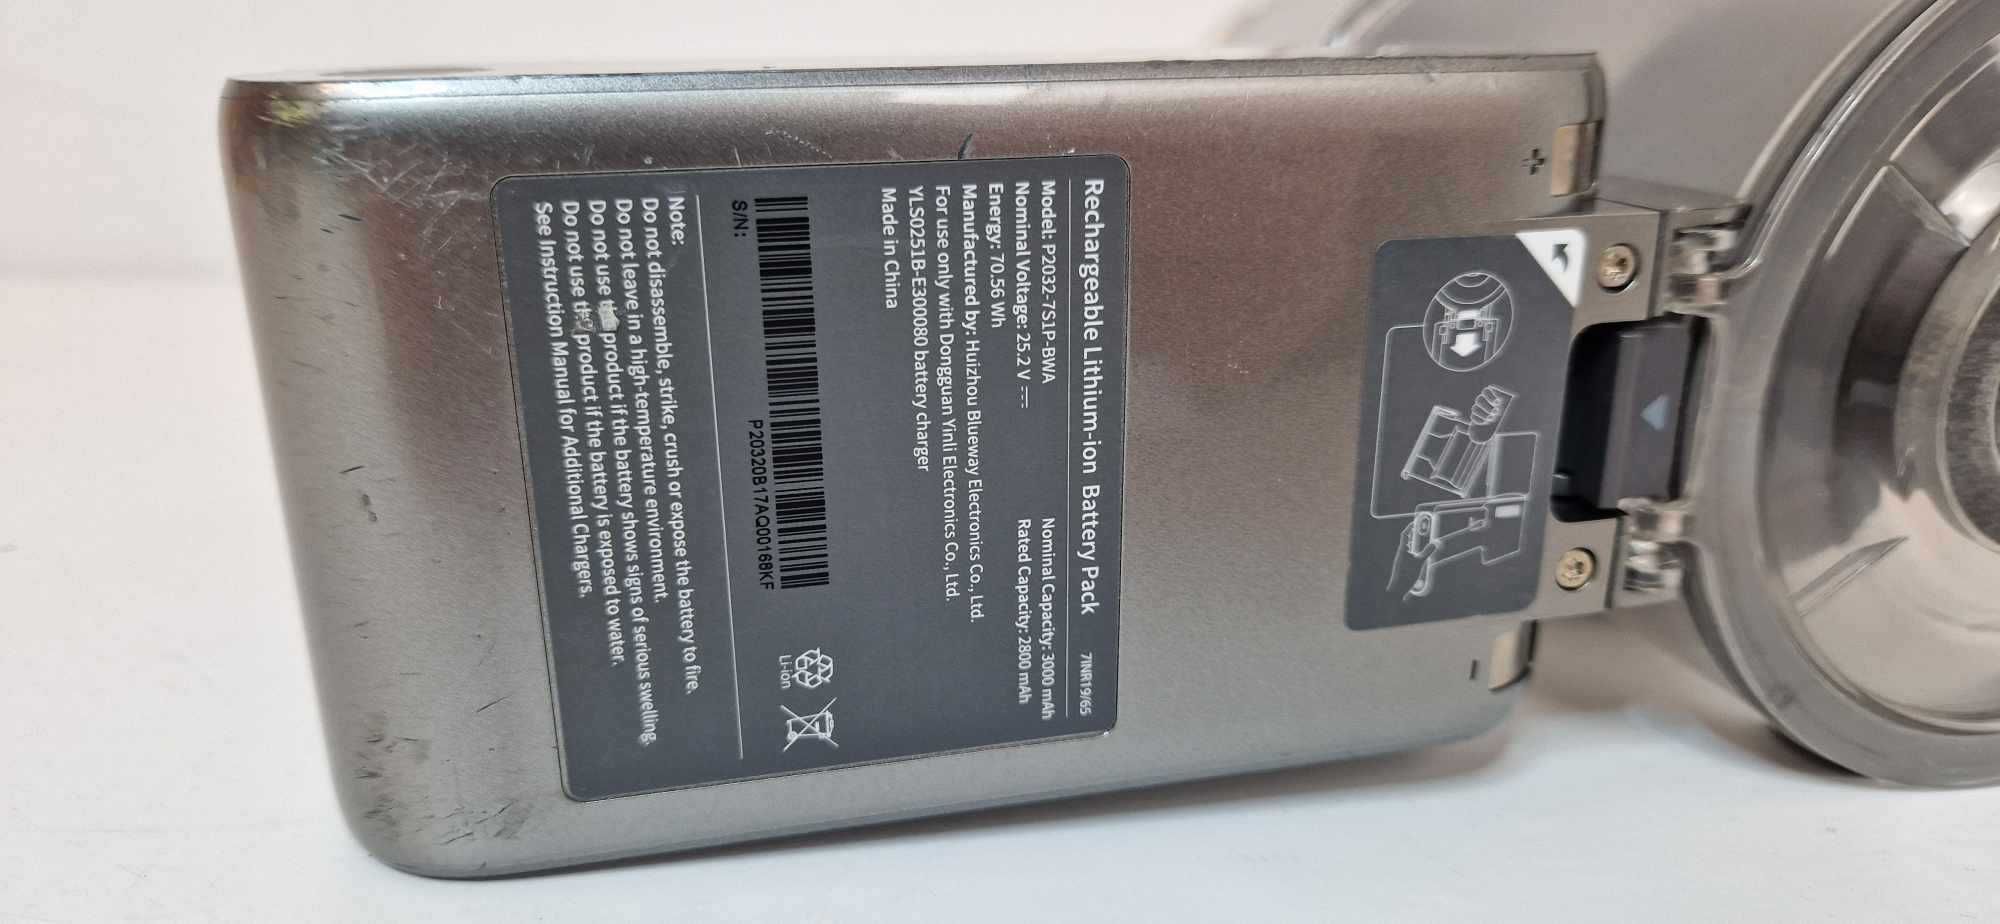 Rechargeable Lithium-ion Battery Pack 7INR19/65
Model: P2032-7S1P-BWA Nominal Capacity: 3000 mAh
Nominal Voltage: 25.2 V ⎓ Rated Capacity: 2800 mAh
Energy: 70.56 Wh
Manufactured by: Huizhou Blueway Electronics Co., Ltd.
For use only with Dongguan Yinli Electronics Co., Ltd.
YLS0251B-E300080 battery charger
Made in China
S/N:
P20320B17AQ00168KF
Li-ion
Note:
Do not disassemble, strike, crush or expose the battery to fire.
Do not leave in a high-temperature environment.
Do not use product if the battery shows signs of serious swelling.
Do not use product if the battery is exposed to water.
See Instruction Manual for Additional Chargers.
+
-